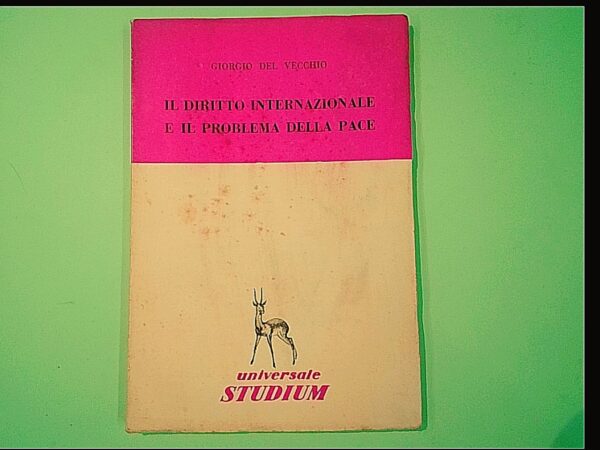 GIORGIO DEL VECCHIO
IL DIRITTO INTERNAZIONALE
E IL PROBLEMA DELLA PACE
universale
STUDIUM